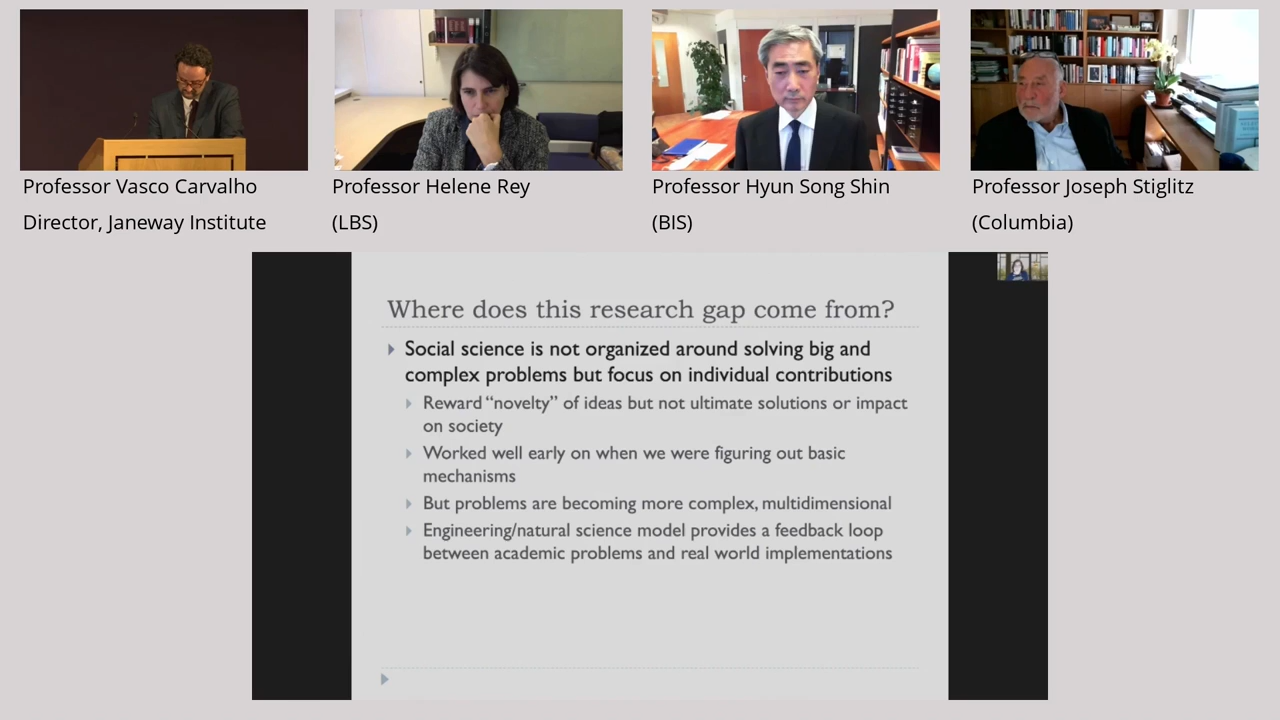 Professor Vasco Carvalho
Director, Janeway Institute
Professor Helene Rey
(LBS)
Professor Hyun Song Shin
(BIS)
Professor Joseph Stiglitz
(Columbia)
Where does this research gap come from?
Social science is not organized around solving big and
complex problems but focus on individual contributions
Reward “novelty” of ideas but not ultimate solutions or impact
on society
Worked well early on when we were figuring out basic
mechanisms
But problems are becoming more complex, multidimensional
Engineering/natural science model provides a feedback loop
between academic problems and real world implementations